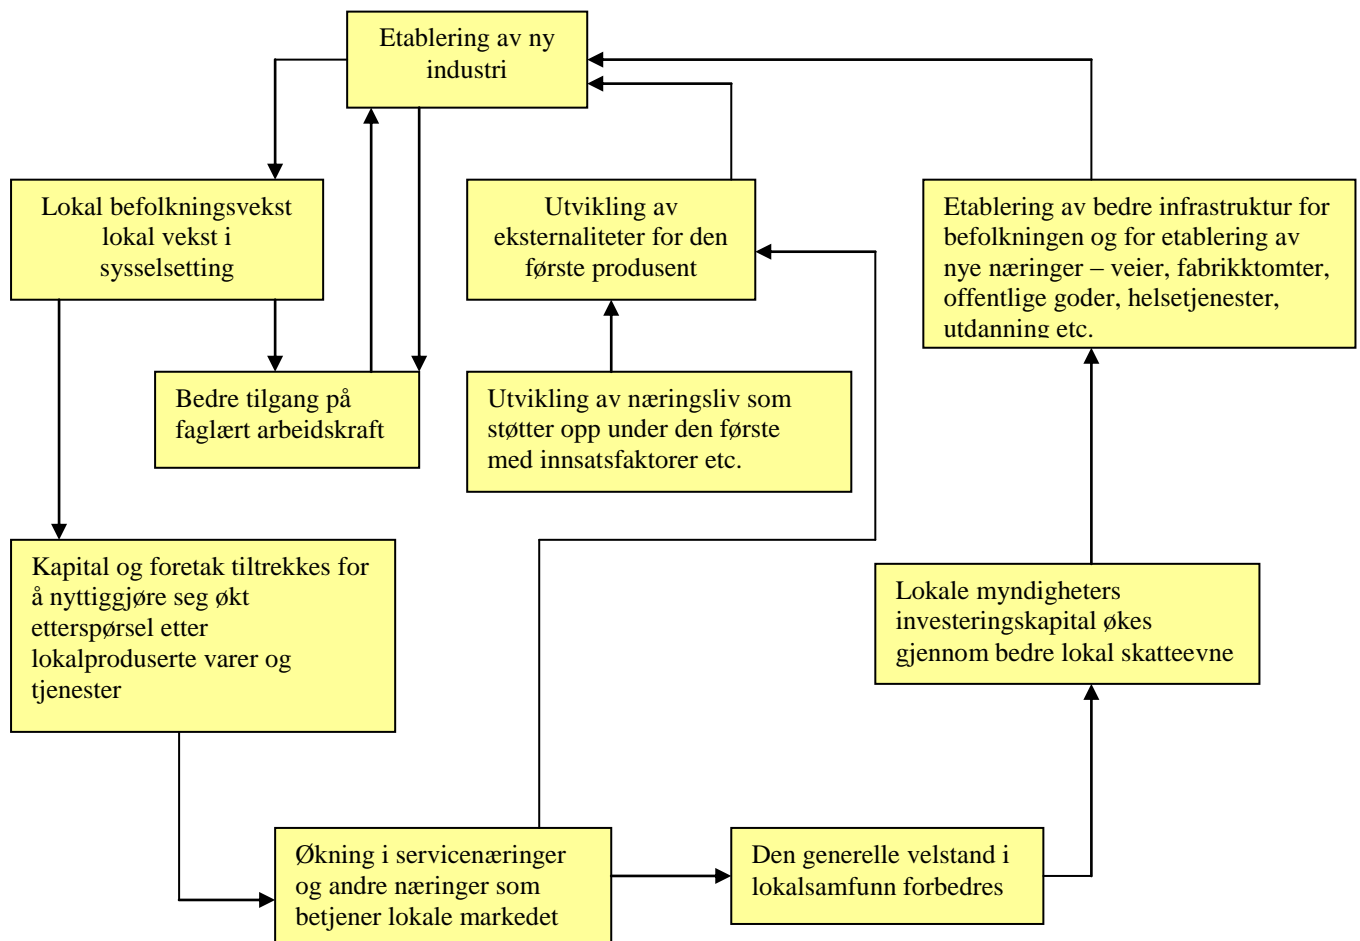 Etablering av ny
industri
Lokal befolkningsvekst
lokal vekst i
sysselsetting
Utvikling av
eksternaliteter for den
første produsent
Etablering av bedre infrastruktur for
befolkningen og for etablering av
nye næringer – veier, fabrikktomter,
offentlige goder, helsetjenester,
utdanning etc.
Bedre tilgang på
faglært arbeidskraft
Utvikling av næringsliv som
støtter opp under den første
med innsatsfaktorer etc.
Kapital og foretak tiltrekkes for
å nyttiggjøre seg økt
etterspørsel etter
lokalproduserte varer og
tjenester
Lokale myndigheters
investeringskapital økes
gjennom bedre lokal skatteevne
Økning i servicenæringer
og andre næringer som
betjener lokale markedet
Den generelle velstand i
lokalsamfunn forbedres